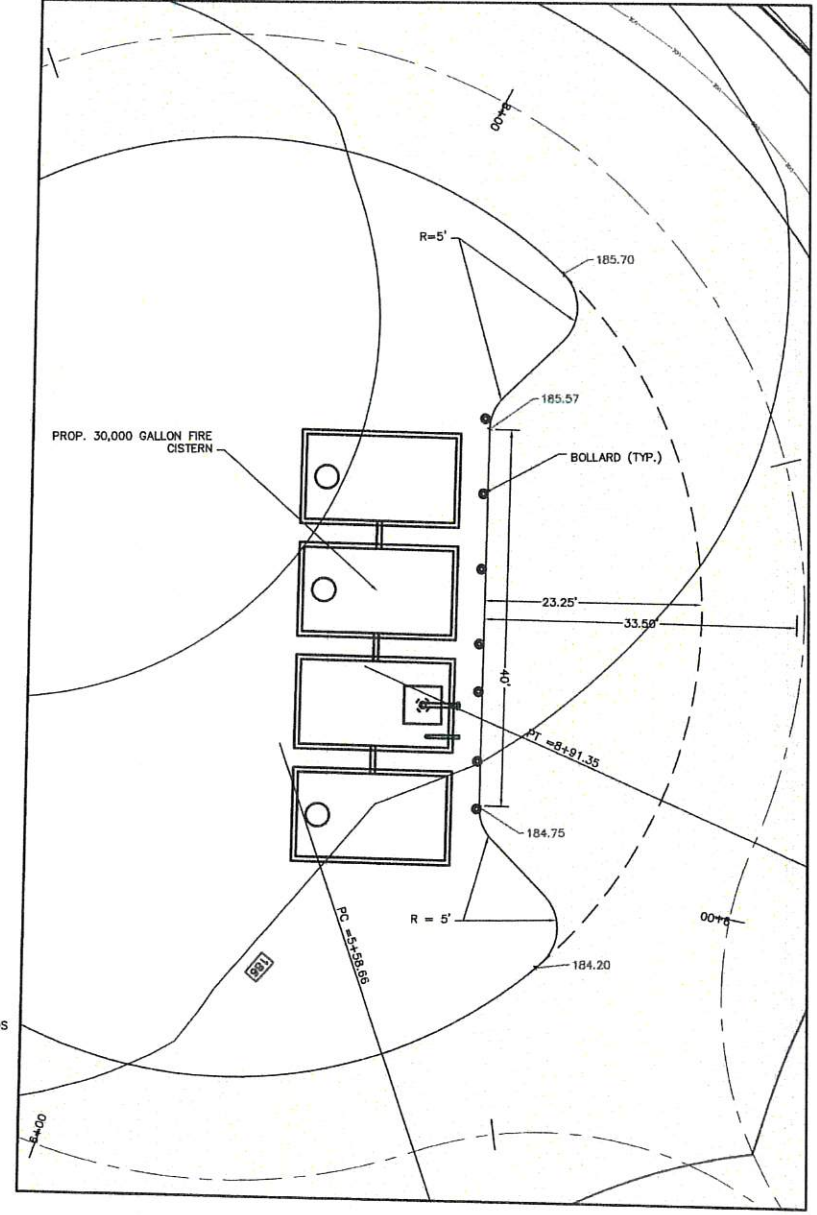 8+00
R=5'
185.70
185.57
PROP. 30,000 GALLON FIRE
CISTERN
BOLLARD (TYP.)
23.25'
33.50'
40'
PT =8+91.35
184.75
R = 5'
9+00
PC =5+58.66
184.20
186
6+00